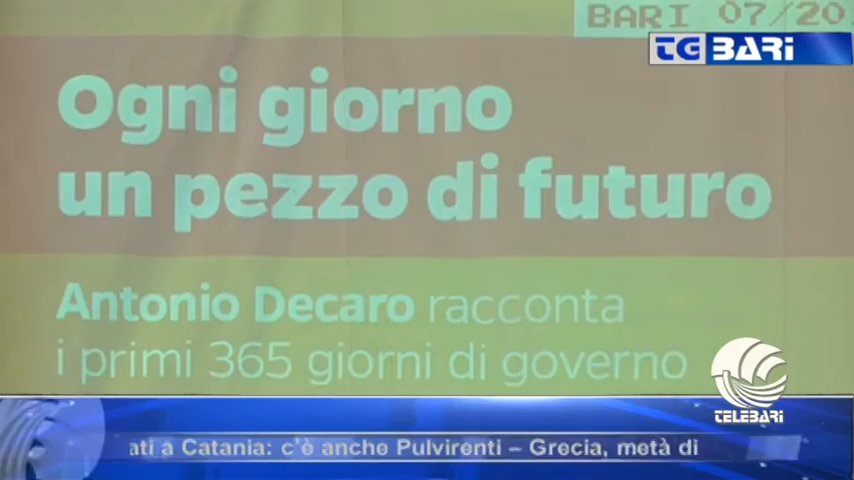 BARI 07/20
TG BARI
Ogni giorno
un pezzo di futuro
Antonio Decaro racconta
i primi 365 giorni di governo
TELEBARI
ati a Catania: c'è anche Pulvirenti – Grecia, metà di